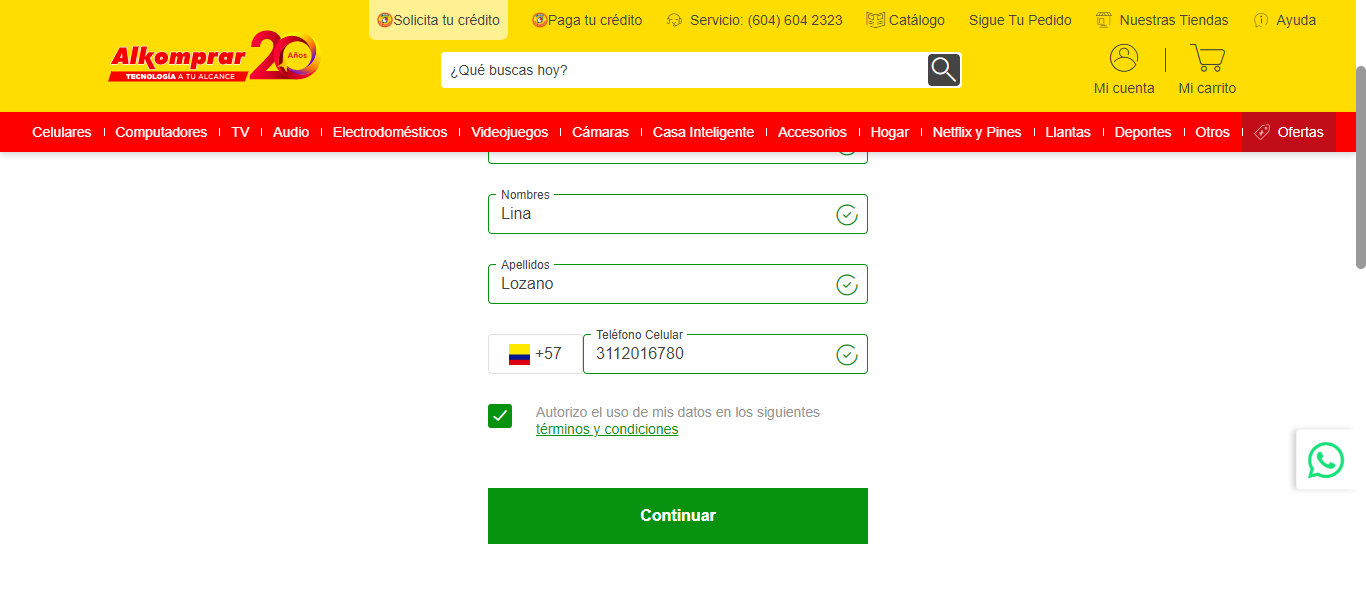 Solicita tu crédito
Paga tu crédito
Servicio: (604) 604 2323
Catálogo
Sigue Tu Pedido
Nuestras Tiendas
Ayuda
Alkomprar 20 Años
TECNOLOGÍA A TU ALCANCE
¿Qué buscas hoy?
Mi cuenta
Mi carrito
Celulares
Computadores
TV
Audio
Electrodomésticos
Videojuegos
Cámaras
Casa Inteligente
Accesorios
Hogar
Netflix y Pines
Llantas
Deportes
Otros
Ofertas
Nombres
Lina
Apellidos
Lozano
+57
Teléfono Celular
3112016780
Autorizo el uso de mis datos en los siguientes
términos y condiciones
Continuar